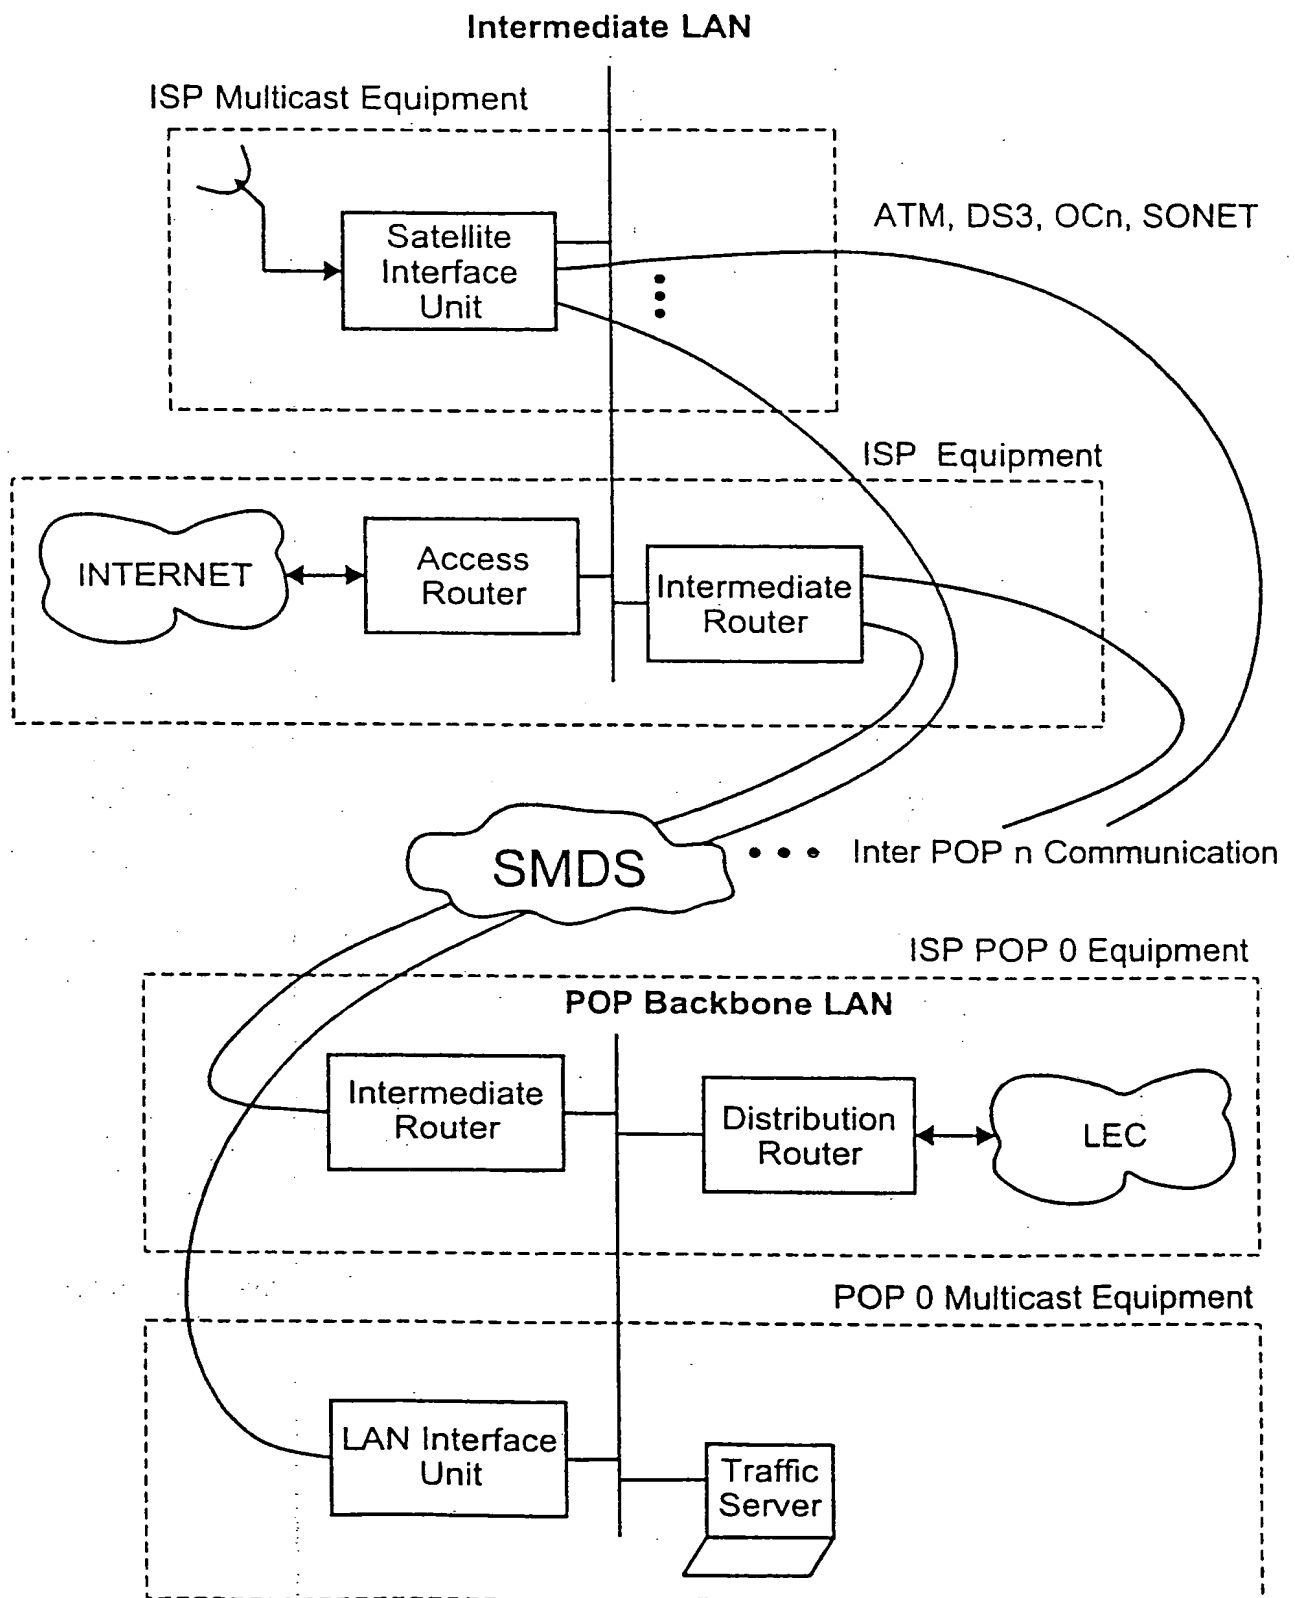 Intermediate LAN
ISP Multicast Equipment
ATM, DS3, OCn, SONET
Satellite
Interface
Unit
ISP Equipment
INTERNET
Access
Router
Intermediate
Router
SMDS
Inter POP n Communication
ISP POP 0 Equipment
POP Backbone LAN
Intermediate
Router
Distribution
Router
LEC
POP 0 Multicast Equipment
LAN Interface
Unit
Traffic
Server